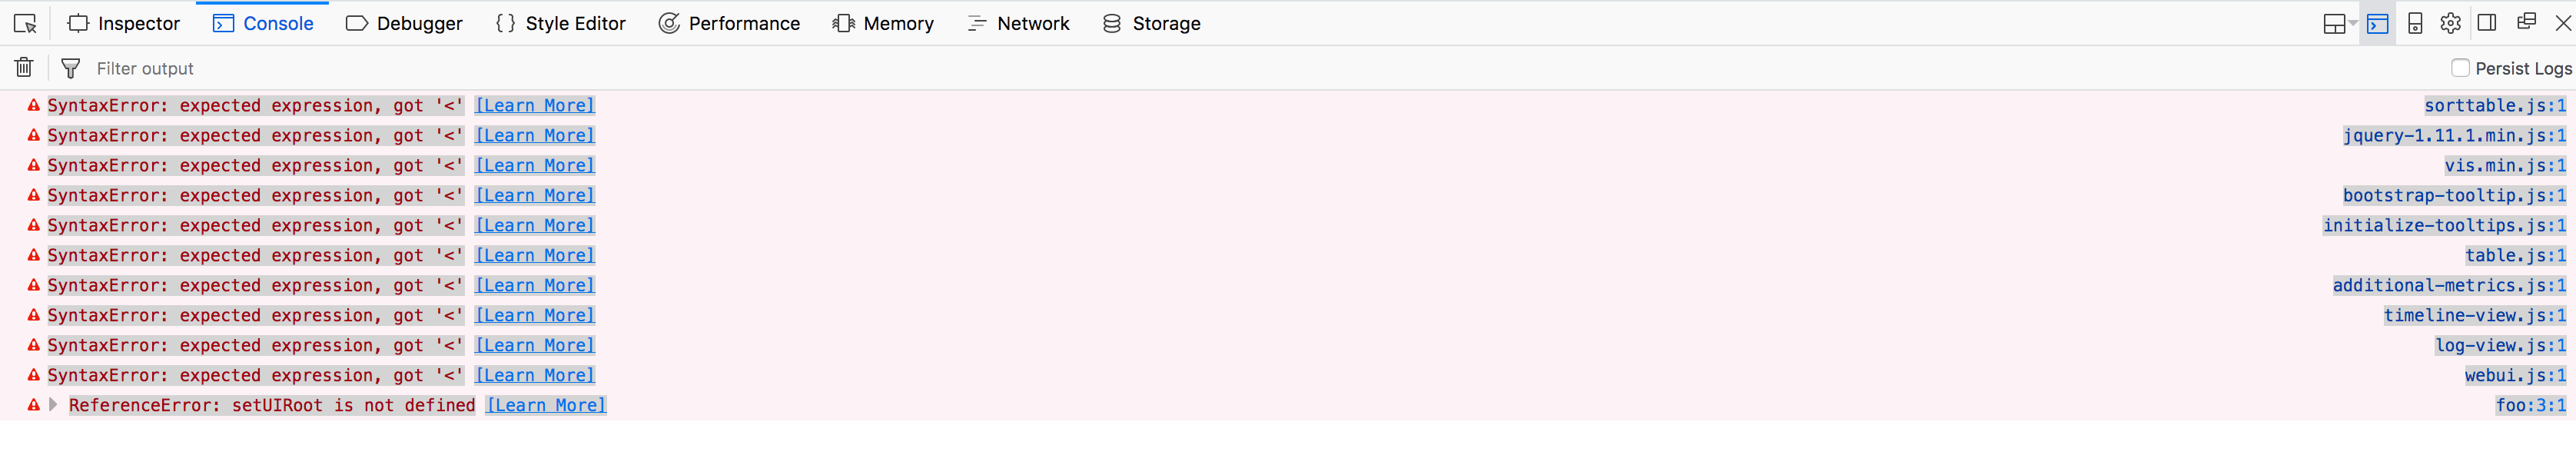 Inspector Console Debugger {} Style Editor Performance Memory Network Storage
Filter output Persist Logs
SyntaxError: expected expression, got '<' [Learn More] sorttable.js:1
SyntaxError: expected expression, got '<' [Learn More] jquery-1.11.1.min.js:1
SyntaxError: expected expression, got '<' [Learn More] vis.min.js:1
SyntaxError: expected expression, got '<' [Learn More] bootstrap-tooltip.js:1
SyntaxError: expected expression, got '<' [Learn More] initialize-tooltips.js:1
SyntaxError: expected expression, got '<' [Learn More] table.js:1
SyntaxError: expected expression, got '<' [Learn More] additional-metrics.js:1
SyntaxError: expected expression, got '<' [Learn More] timeline-view.js:1
SyntaxError: expected expression, got '<' [Learn More] log-view.js:1
SyntaxError: expected expression, got '<' [Learn More] webui.js:1
ReferenceError: setUIRoot is not defined [Learn More] foo:3:1